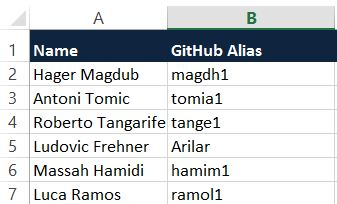 A B
1 Name GitHub Alias
2 Hager Magdub magdh1
3 Antoni Tomic tomia1
4 Roberto Tangarife tange1
5 Ludovic Frehner Arilar
6 Massah Hamidi hamim1
7 Luca Ramos ramol1